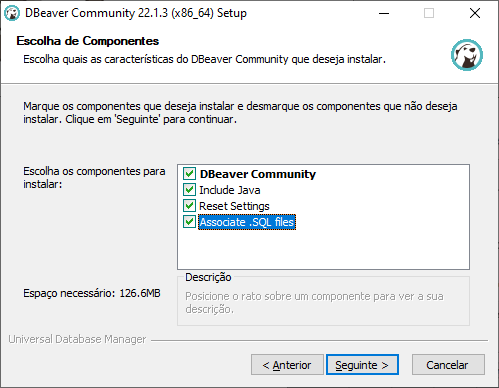 DBeaver Community 22.1.3 (x86_64) Setup
Escolha de Componentes
Escolha quais as características do DBeaver Community que deseja instalar.
Marque os componentes que deseja instalar e desmarque os componentes que não deseja
instalar. Clique em 'Seguinte' para continuar.
Escolha os componentes para
instalar:
DBeaver Community
Include Java
Reset Settings
Associate .SQL files
Espaço necessário: 126.6MB
Descrição
Posicione o rato sobre um componente para ver a sua
descrição.
Universal Database Manager
< Anterior
Seguinte >
Cancelar